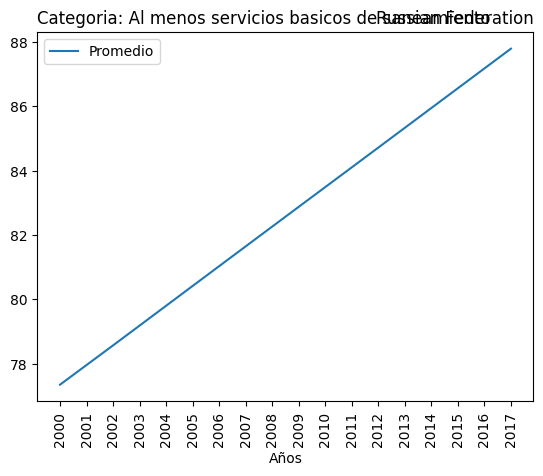 Categoria: Al menos servicios basicos de saneamiento
Russian Federation
Promedio
88
86
84
82
80
78
2000 2001 2002 2003 2004 2005 2006 2007 2008 2009 2010 2011 2012 2013 2014 2015 2016 2017
Años